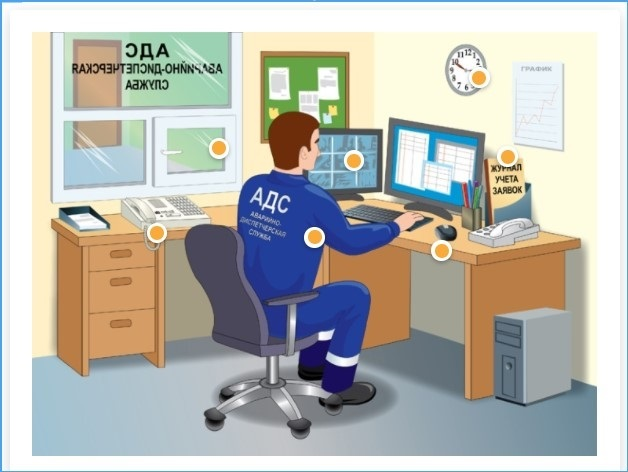 АДС
АВАРИЙНО-ДИСПЕТЧЕРСКАЯ
СЛУЖБА
ГРАФИК
ЖУРНАЛ
УЧЕТА
ЗАЯВОК
АДС
АВАРИЙНО-
ДИСПЕТЧЕРСКАЯ
СЛУЖБА